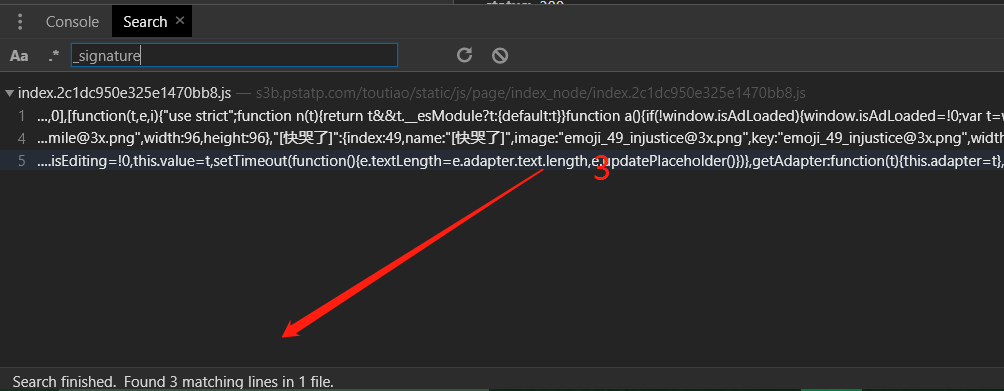 status: 200
Console Search ×
Aa .* _signature
index.2c1dc950e325e1470bb8.js — s3b.pstatp.com/toutiao/static/js/page/index_node/index.2c1dc950e325e1470bb8.js
1 ...,0],[function(t,e,i){"use strict";function n(t){return t&&t.__esModule?t:{default:t}}function a(){if(!window.isAdLoaded){window.isAdLoaded=!0;var t=w
4 ...mile@3x.png",width:96,height:96},"[快哭了]":{index:49,name:"[快哭了]",image:"emoji_49_injustice@3x.png",key:"emoji_49_injustice@3x.png",width
5 ....isEditing=!0,this.value=t,setTimeout(function(){e.textLength=e.adapter.text.length,e.updatePlaceholder()})},getAdapter:function(t){this.adapter=t},
3
Search finished. Found 3 matching lines in 1 file.